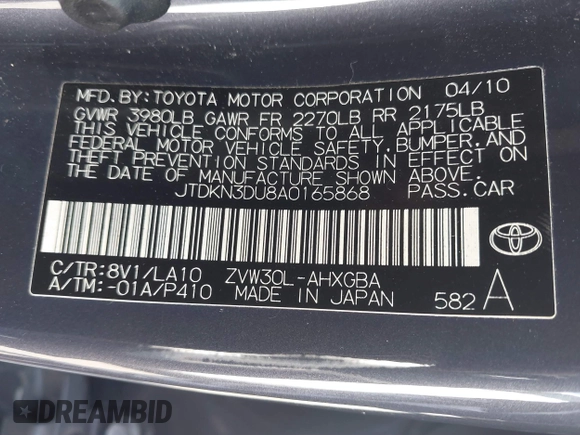 MFD.BY:TOYOTA MOTOR CORPORATION 04/10
GVWR 3980LB GAWR FR 2270LB RR 2175LB
THIS VEHICLE CONFORMS TO ALL APPLICABLE
FEDERAL MOTOR VEHICLE SAFETY,BUMPER,AND
THEFT PREVENTION STANDARDS IN EFFECT ON
THE DATE OF MANUFACTURE SHOWN ABOVE.
JTDKN3DU8A0165868 PASS.CAR
C/TR:8V1/LA10 ZVW30L-AHXGBA
A/TM:-01A/P410 MADE IN JAPAN 582 A
TOYOTA
DREAMBID